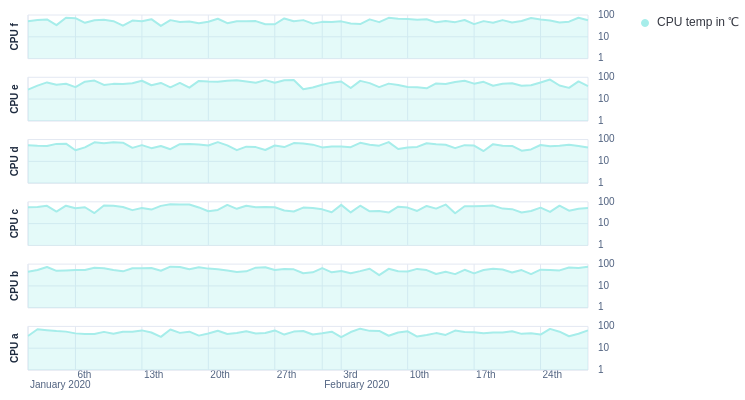 CPU f
100
10
1
CPU temp in ℃
CPU e
100
10
1
CPU d
100
10
1
CPU c
100
10
1
CPU b
100
10
1
CPU a
100
10
1
6th 13th 20th 27th 3rd 10th 17th 24th
January 2020 February 2020